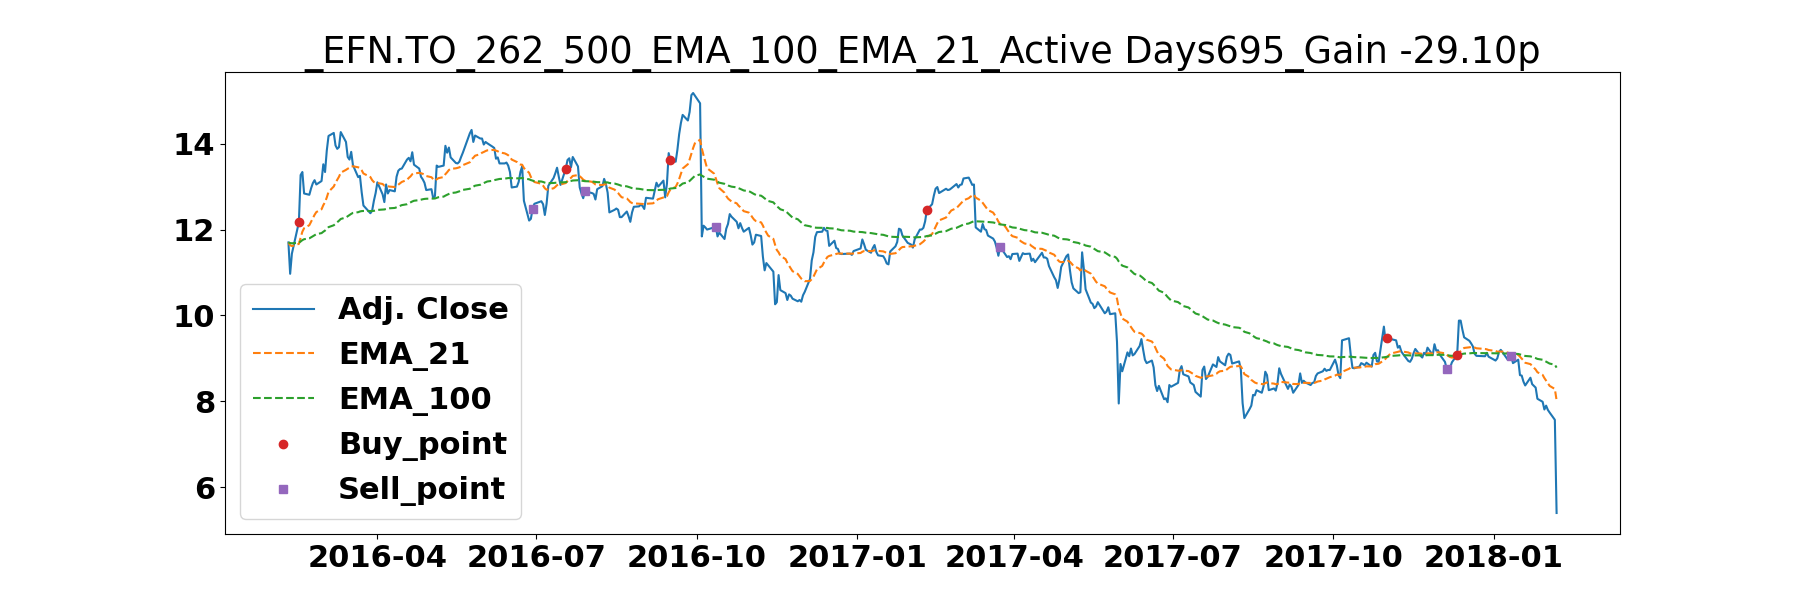 _EFN.TO_262_500_EMA_100_EMA_21_Active Days695_Gain -29.10p
14
12
10
8
6
Adj. Close
EMA_21
EMA_100
Buy_point
Sell_point
2016-04 2016-07 2016-10 2017-01 2017-04 2017-07 2017-10 2018-01